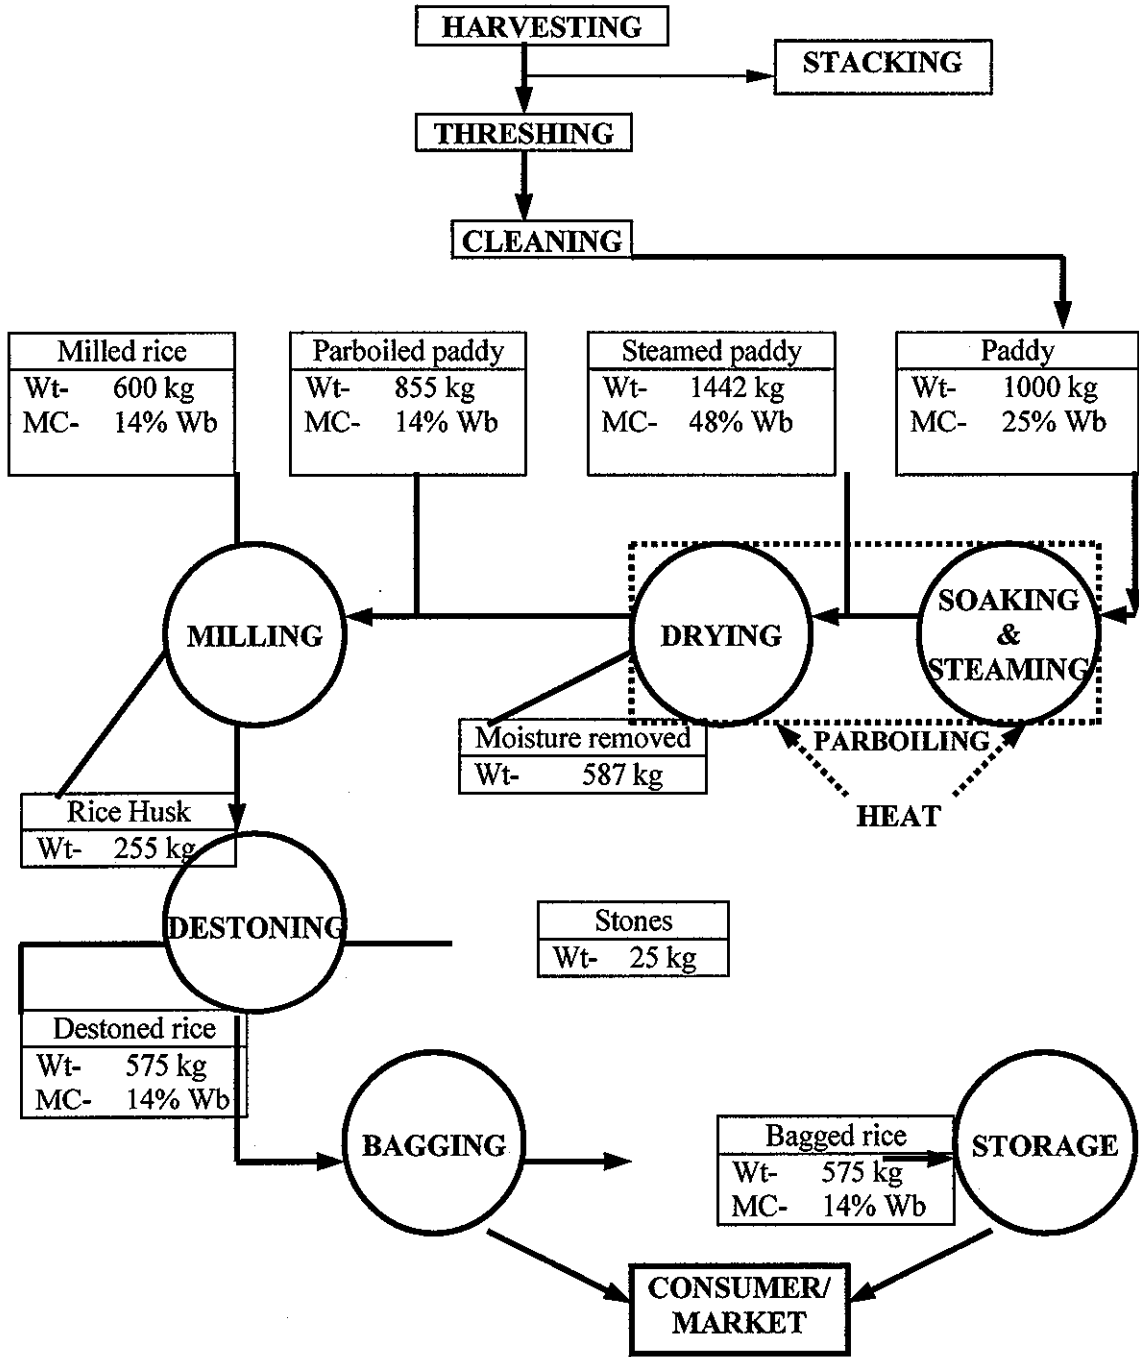 HARVESTING
STACKING
THRESHING
CLEANING
Milled rice
Wt- 600 kg
MC- 14% Wb
Parboiled paddy
Wt- 855 kg
MC- 14% Wb
Steamed paddy
Wt- 1442 kg
MC- 48% Wb
Paddy
Wt- 1000 kg
MC- 25% Wb
MILLING
DRYING
SOAKING
&
STEAMING
Moisture removed
Wt- 587 kg
PARBOILING
HEAT
Rice Husk
Wt- 255 kg
DESTONING
Stones
Wt- 25 kg
Destoned rice
Wt- 575 kg
MC- 14% Wb
BAGGING
Bagged rice
Wt- 575 kg
MC- 14% Wb
STORAGE
CONSUMER/
MARKET